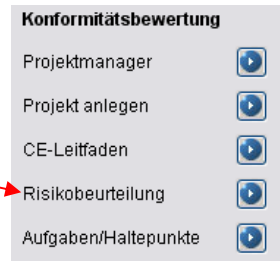 Konformitätsbewertung
Projektmanager
Projekt anlegen
CE-Leitfaden
Risikobeurteilung
Aufgaben/Haltepunkte